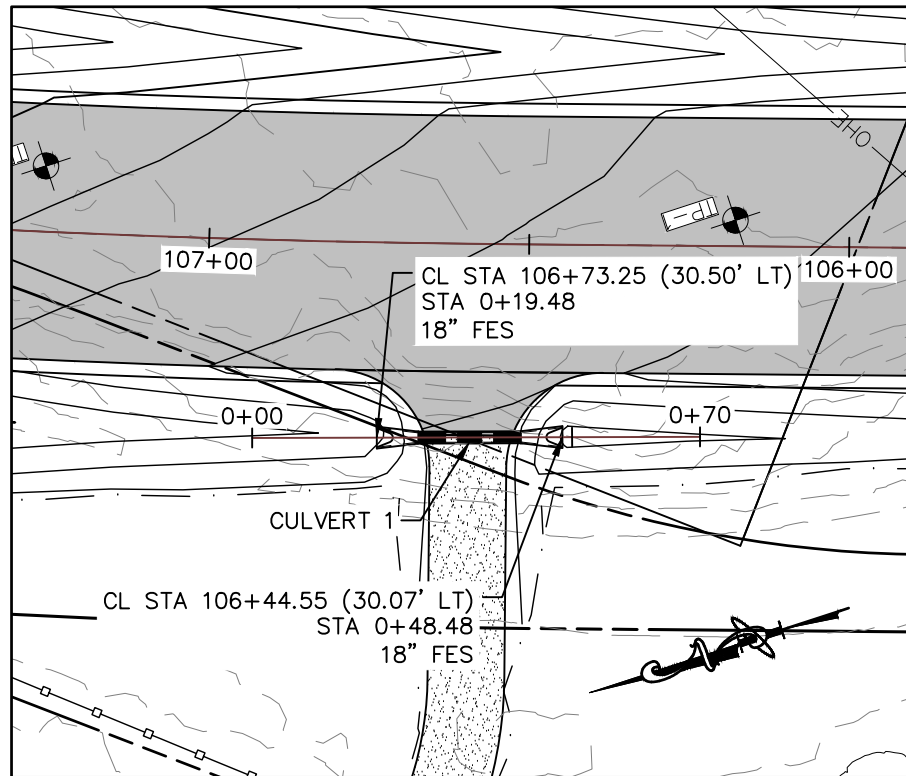 OHE
107+00
106+00
CL STA 106+73.25 (30.50' LT)
STA 0+19.48
18" FES
0+00
0+70
CULVERT 1
CL STA 106+44.55 (30.07' LT)
STA 0+48.48
18" FES